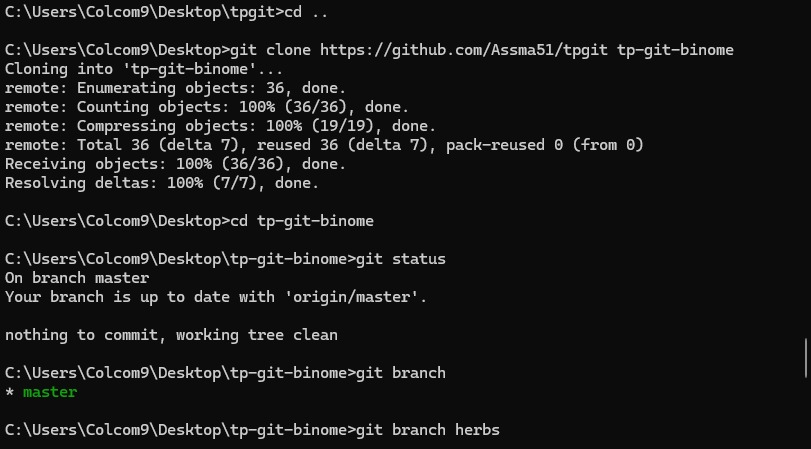 C:\Users\Colcom9\Desktop\tpgit>cd ..
C:\Users\Colcom9\Desktop>git clone https://github.com/Assma51/tpgit tp-git-binome
Cloning into 'tp-git-binome'...
remote: Enumerating objects: 36, done.
remote: Counting objects: 100% (36/36), done.
remote: Compressing objects: 100% (19/19), done.
remote: Total 36 (delta 7), reused 36 (delta 7), pack-reused 0 (from 0)
Receiving objects: 100% (36/36), done.
Resolving deltas: 100% (7/7), done.
C:\Users\Colcom9\Desktop>cd tp-git-binome
C:\Users\Colcom9\Desktop\tp-git-binome>git status
On branch master
Your branch is up to date with 'origin/master'.
nothing to commit, working tree clean
C:\Users\Colcom9\Desktop\tp-git-binome>git branch
* master
C:\Users\Colcom9\Desktop\tp-git-binome>git branch herbs